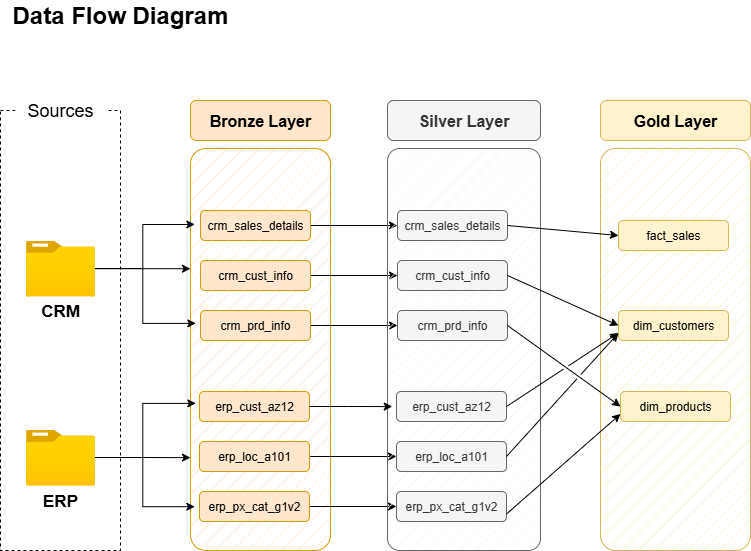 Data Flow Diagram
Sources
Bronze Layer
Silver Layer
Gold Layer
crm_sales_details
crm_sales_details
fact_sales
crm_cust_info
crm_cust_info
CRM
crm_prd_info
crm_prd_info
dim_customers
erp_cust_az12
erp_cust_az12
dim_products
erp_loc_a101
erp_loc_a101
ERP
erp_px_cat_g1v2
erp_px_cat_g1v2